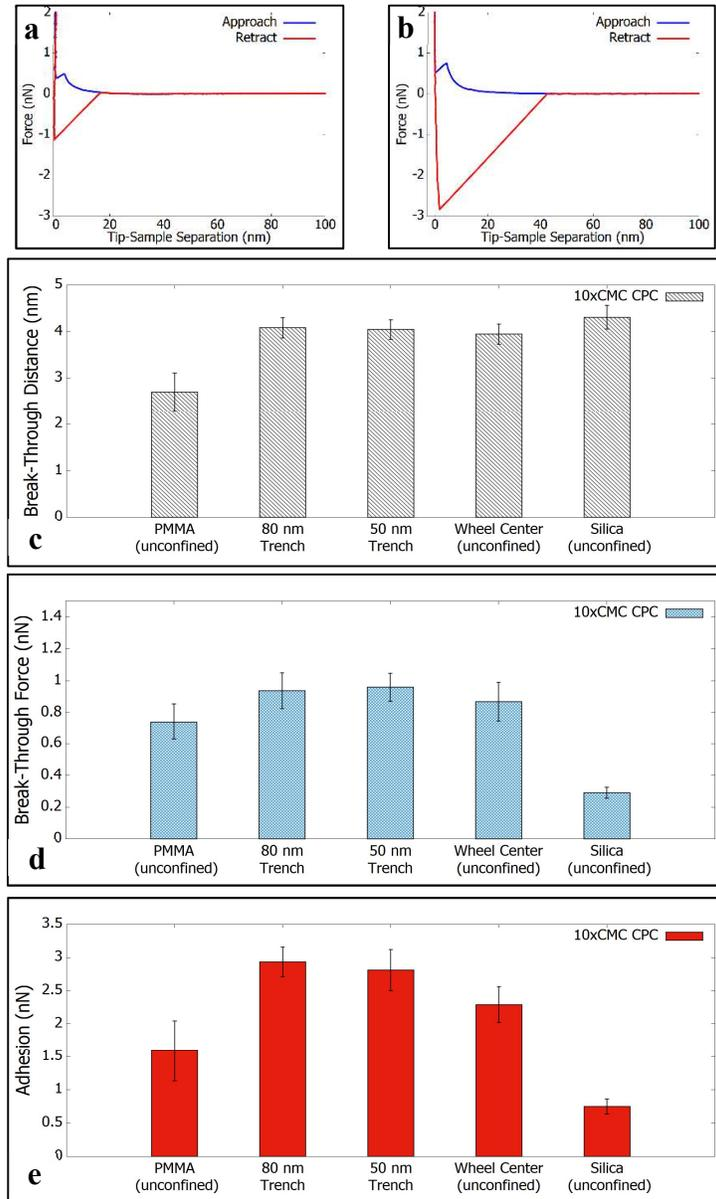 a
Approach
Retract
2
1
0
-1
-2
-3
Force (nN)
0 20 40 60 80 100
Tip-Sample Separation (nm)
b
Approach
Retract
2
1
0
-1
-2
-3
Force (nN)
0 20 40 60 80 100
Tip-Sample Separation (nm)
10xCMC CPC
5
4
3
2
1
0
Break-Through Distance (nm)
PMMA (unconfined)
80 nm Trench
50 nm Trench
Wheel Center (unconfined)
Silica (unconfined)
c
10xCMC CPC
1.4
1.2
1
0.8
0.6
0.4
0.2
0
Break-Through Force (nN)
PMMA (unconfined)
80 nm Trench
50 nm Trench
Wheel Center (unconfined)
Silica (unconfined)
d
10xCMC CPC
3.5
3
2.5
2
1.5
1
0.5
0
Adhesion (nN)
PMMA (unconfined)
80 nm Trench
50 nm Trench
Wheel Center (unconfined)
Silica (unconfined)
e